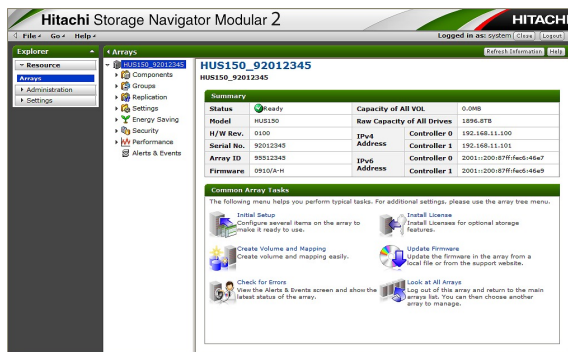 Hitachi Storage Navigator Modular 2
HITACHI
File Go Help
Logged in as: system Close Logout
Explorer
Arrays
Refresh Information Help
Resource
Arrays
Administration
Settings
HUS150_92012345
Components
Groups
Replication
Settings
Energy Saving
Security
Performance
Alerts & Events
HUS150_92012345
HUS150_92012345
Summary
Status Ready Capacity of All VOL 0.0MB
Model HUS150 Raw Capacity of All Drives 1896.8TB
H/W Rev. 0100 IPv4 Address Controller 0 192.168.11.100
Serial No. 92012345 Controller 1 192.168.11.101
Array ID 95512345 IPv6 Address Controller 0 2001::200:87ff:fec6:46e7
Firmware 0910/A-H Controller 1 2001::200:87ff:fec6:46e9
Common Array Tasks
The following menu helps you perform typical tasks. For additional settings, please use the array tree menu.
Initial Setup
Configure several items on the array to
make it ready to use.
Install License
Install Licenses for optional storage
features.
Create Volume and Mapping
Create volume and mapping easily.
Update Firmware
Update the firmware in the array from a
local file or from the support website.
Check for Errors
View the Alerts & Events screen and show the
latest status of the array.
Look at All Arrays
Log out of this array and return to the main
arrays list. You can then choose another
array to manage.